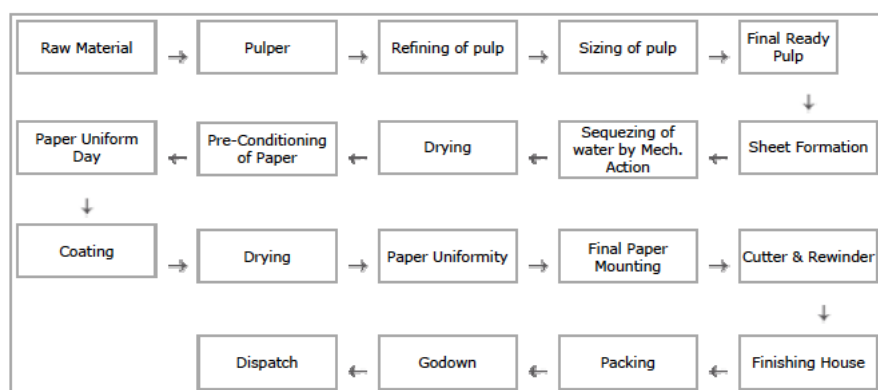 Raw Material
Pulper
Refining of pulp
Sizing of pulp
Final Ready
Pulp
Sheet Formation
Sequezing of
water by Mech.
Action
Drying
Pre-Conditioning
of Paper
Paper Uniform
Day
Coating
Drying
Paper Uniformity
Final Paper
Mounting
Cutter & Rewinder
Finishing House
Packing
Godown
Dispatch